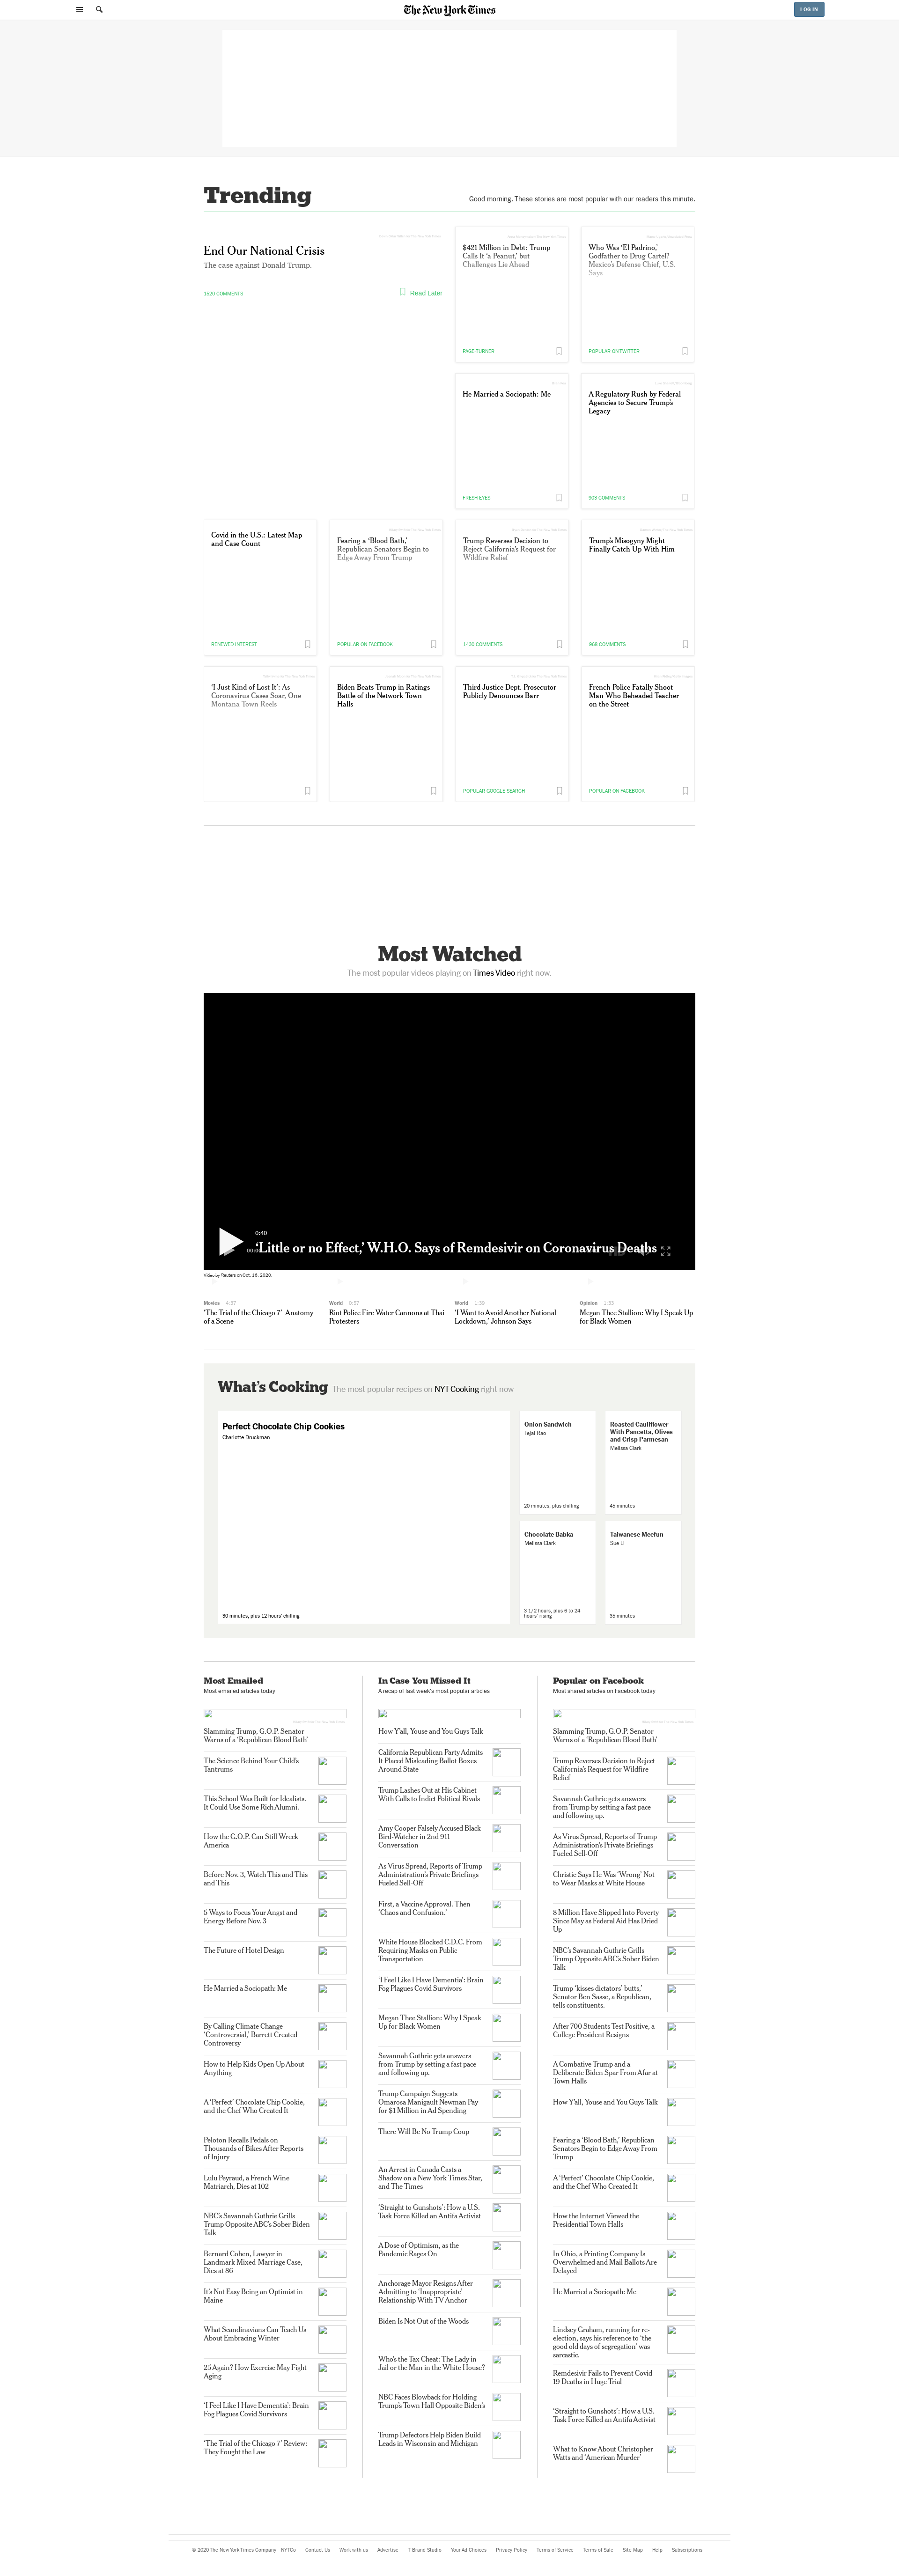 The New York Times
LOG IN
Trending
Good morning. These stories are most popular with our readers this minute.
End Our National Crisis
The case against Donald Trump.
1520 COMMENTS
Read Later
$421 Million in Debt: Trump
Calls It ‘a Peanut,’ but
Challenges Lie Ahead
PAGE-TURNER
Who Was ‘El Padrino,’
Godfather to Drug Cartel?
Mexico’s Defense Chief, U.S.
Says
POPULAR ON TWITTER
He Married a Sociopath: Me
FRESH EYES
A Regulatory Rush by Federal
Agencies to Secure Trump’s
Legacy
903 COMMENTS
Covid in the U.S.: Latest Map
and Case Count
RENEWED INTEREST
Fearing a ‘Blood Bath,’
Republican Senators Begin to
Edge Away From Trump
POPULAR ON FACEBOOK
Trump Reverses Decision to
Reject California’s Request for
Wildfire Relief
1490 COMMENTS
Trump’s Misogyny Might
Finally Catch Up With Him
988 COMMENTS
‘I Just Kind of Lost It’: As
Coronavirus Cases Soar, One
Montana Town Reels
Biden Beats Trump in Ratings
Battle of the Network Town
Halls
Third Justice Dept. Prosecutor
Publicly Denounces Barr
POPULAR GOOGLE SEARCH
French Police Fatally Shoot
Man Who Beheaded Teacher
on the Street
POPULAR ON FACEBOOK
Most Watched
The most popular videos playing on Times Video right now.
0:40
‘Little or no Effect,’ W.H.O. Says of Remdesivir on Coronavirus Deaths
Video by Reuters on Oct. 16, 2020.
Movies 4:37
‘The Trial of the Chicago 7’ | Anatomy
of a Scene
World 0:37
Riot Police Fire Water Cannons at Thai
Protesters
World 1:39
‘I Want to Avoid Another National
Lockdown,’ Johnson Says
Opinion 1:33
Megan Thee Stallion: Why I Speak Up
for Black Women
What’s Cooking
The most popular recipes on NYT Cooking right now
Perfect Chocolate Chip Cookies
Charlotte Druckman
30 minutes, plus 12 hours’ chilling
Onion Sandwich
Tejal Rao
20 minutes, plus chilling
Roasted Cauliflower
With Pancetta, Olives
and Crisp Parmesan
Melissa Clark
45 minutes
Chocolate Babka
Melissa Clark
3 1/2 hours, plus 6 to 24
hours’ rising
Taiwanese Meefun
Sue Li
35 minutes
Most Emailed
Most emailed articles today
Slamming Trump, G.O.P. Senator
Warns of a ‘Republican Blood Bath’
The Science Behind Your Child’s
Tantrums
This School Was Built for Idealists.
It Could Use Some Rich Alumni.
How the G.O.P. Can Still Wreck
America
Before Nov. 3, Watch This and This
and This
5 Ways to Focus Your Angst and
Energy Before Nov. 3
The Future of Hotel Design
He Married a Sociopath: Me
By Calling Climate Change
‘Controversial,’ Barrett Created
Controversy
How to Help Kids Open Up About
Anything
A ‘Perfect’ Chocolate Chip Cookie,
and the Chef Who Created It
Peloton Recalls Pedals on
Thousands of Bikes After Reports
of Injury
Lulu Peyraud, a French Wine
Matriarch, Dies at 102
NBC’s Savannah Guthrie Grills
Trump Opposite ABC’s Sober Biden
Talk
Bernard Cohen, Lawyer in
Landmark Mixed-Marriage Case,
Dies at 86
It’s Not Easy Being an Optimist in
Maine
What Scandinavians Can Teach Us
About Embracing Winter
25 Again? How Exercise May Fight
Aging
‘I Feel Like I Have Dementia’: Brain
Fog Plagues Covid Survivors
‘The Trial of the Chicago 7’ Review:
They Fought the Law
In Case You Missed It
A recap of last week’s most popular articles
How Y’all, Youse and You Guys Talk
California Republican Party Admits
It Placed Misleading Ballot Boxes
Around State
Trump Lashes Out at His Cabinet
With Calls to Indict Political Rivals
Amy Cooper Falsely Accused Black
Bird-Watcher in 2nd 911
Conversation
As Virus Spread, Reports of Trump
Administration’s Private Briefings
Fueled Sell-Off
First, a Vaccine Approval. Then
‘Chaos and Confusion.’
White House Blocked C.D.C. From
Requiring Masks on Public
Transportation
‘I Feel Like I Have Dementia’: Brain
Fog Plagues Covid Survivors
Megan Thee Stallion: Why I Speak
Up for Black Women
Savannah Guthrie gets answers
from Trump by setting a fast pace
and following up.
Trump Campaign Suggests
Omarosa Manigault Newman Pay
for $1 Million in Ad Spending
There Will Be No Trump Coup
An Arrest in Canada Casts a
Shadow on a New York Times Star,
and The Times
‘Straight to Gunshots’: How a U.S.
Task Force Killed an Antifa Activist
A Dose of Optimism, as the
Pandemic Rages On
Anchorage Mayor Resigns After
Admitting to ‘Inappropriate’
Relationship With TV Anchor
Biden Is Not Out of the Woods
Who’s the Tax Cheat: The Lady in
Jail or the Man in the White House?
NBC Faces Blowback for Holding
Trump’s Town Hall Opposite Biden’s
Trump Defectors Help Biden Build
Leads in Wisconsin and Michigan
Popular on Facebook
Most shared articles on Facebook today
Slamming Trump, G.O.P. Senator
Warns of a ‘Republican Blood Bath’
Trump Reverses Decision to Reject
California’s Request for Wildfire
Relief
Savannah Guthrie gets answers
from Trump by setting a fast pace
and following up.
As Virus Spread, Reports of Trump
Administration’s Private Briefings
Fueled Sell-Off
Christie Says He Was ‘Wrong’ Not
to Wear Masks at White House
8 Million Have Slipped Into Poverty
Since May as Federal Aid Has Dried
Up
NBC’s Savannah Guthrie Grills
Trump Opposite ABC’s Sober Biden
Talk
Trump ‘kisses dictators’ butts,’
Senator Ben Sasse, a Republican,
tells constituents.
After 700 Students Test Positive, a
College President Resigns
A Combative Trump and a
Deliberate Biden Spar From Afar at
Town Halls
How Y’all, Youse and You Guys Talk
Fearing a ‘Blood Bath,’ Republican
Senators Begin to Edge Away From
Trump
A ‘Perfect’ Chocolate Chip Cookie,
and the Chef Who Created It
How the Internet Viewed the
Presidential Town Halls
In Ohio, a Printing Company Is
Overwhelmed and Mail Ballots Are
Delayed
He Married a Sociopath: Me
Lindsey Graham, running for re-
election, says his reference to ‘the
good old days of segregation’ was
sarcastic.
Remdesivir Fails to Prevent Covid-
19 Deaths in Huge Trial
‘Straight to Gunshots’: How a U.S.
Task Force Killed an Antifa Activist
What to Know About Christopher
Watts and ‘American Murder’
© 2020 The New York Times Company NYTCo Contact Us Work with us Advertise T Brand Studio Your Ad Choices Privacy Policy Terms of Service Terms of Sale Site Map Help Subscriptions